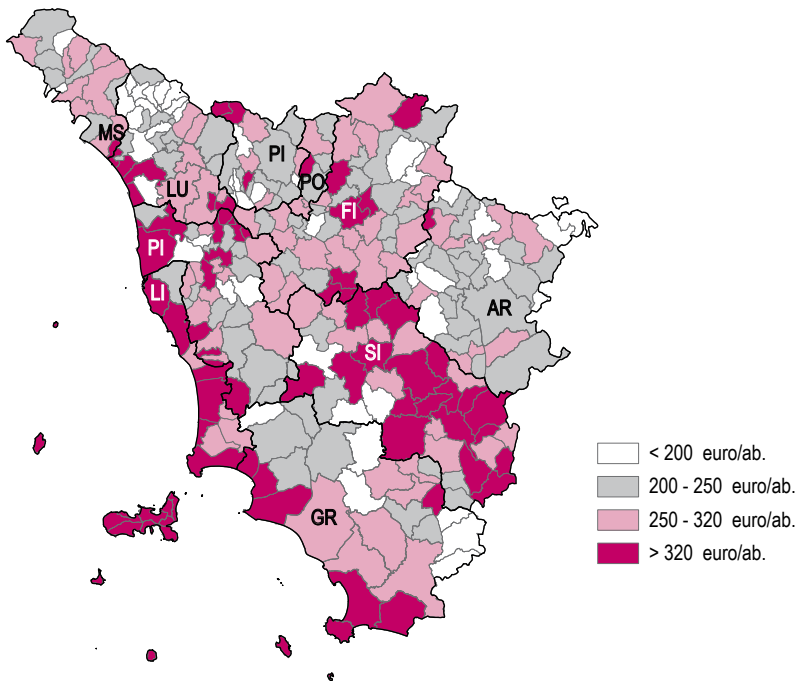 MS
PI
PO
LU
FI
PI
LI
AR
SI
GR
< 200 euro/ab.
200 - 250 euro/ab.
250 - 320 euro/ab.
> 320 euro/ab.